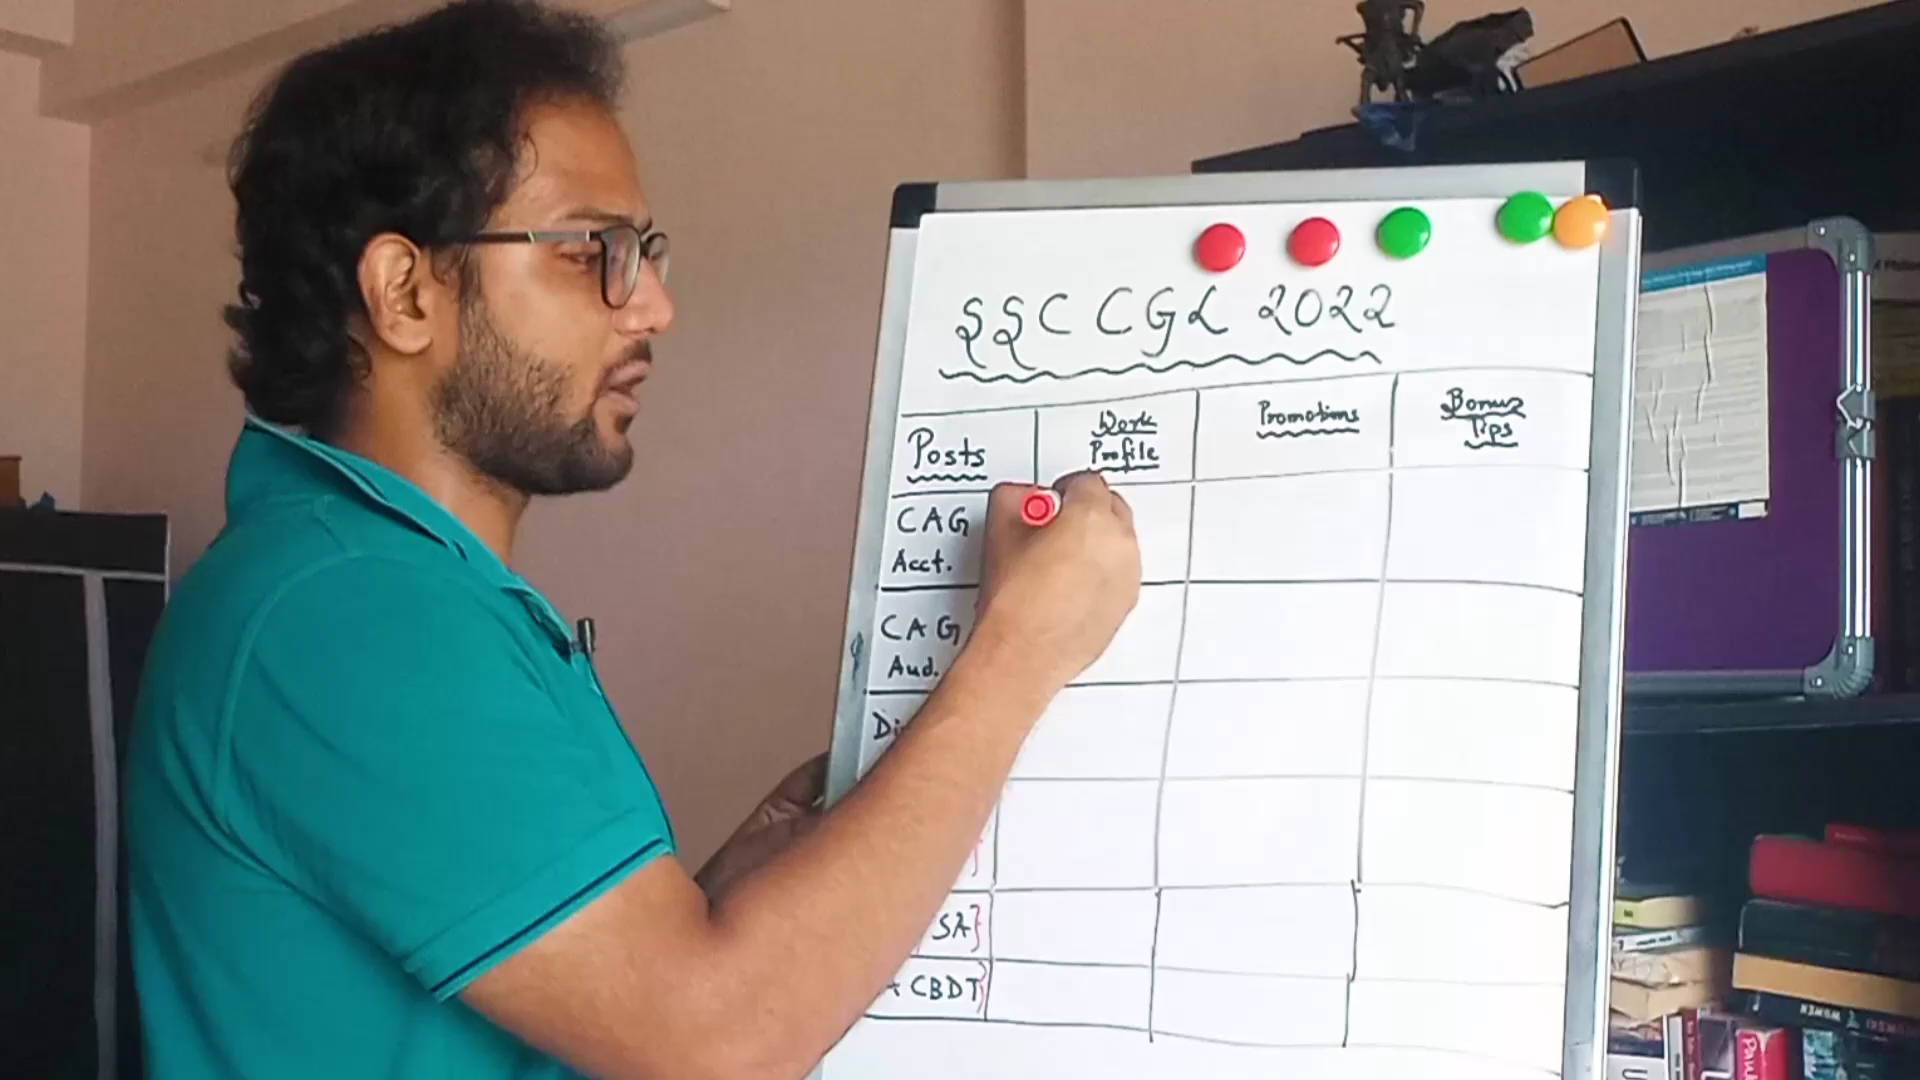 SSC CGL 2022
Posts
Work
Profile
Promotions
Bonus
Tips
CAG
Acct.
CAG
Aud.
SA}
CBDT}